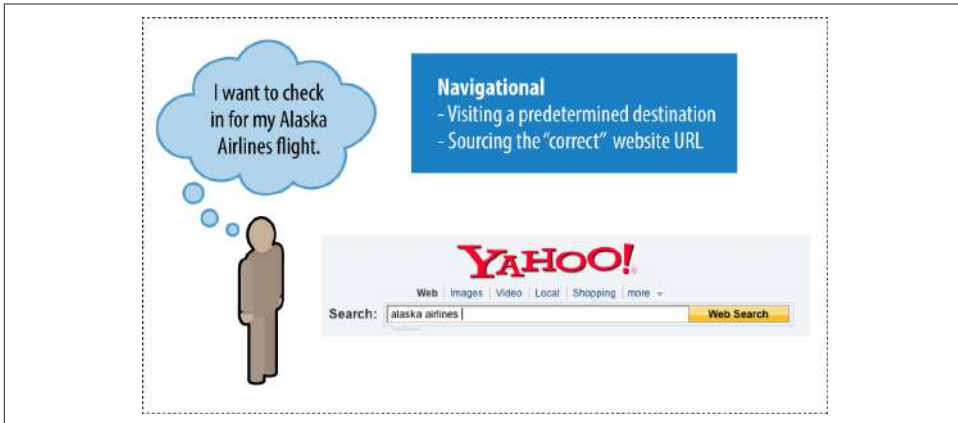 I want to check
in for my Alaska
Airlines flight.
Navigational
- Visiting a predetermined destination
- Sourcing the “correct” website URL
YAHOO!
Web | Images | Video | Local | Shopping | more
Search: alaska airlines Web Search